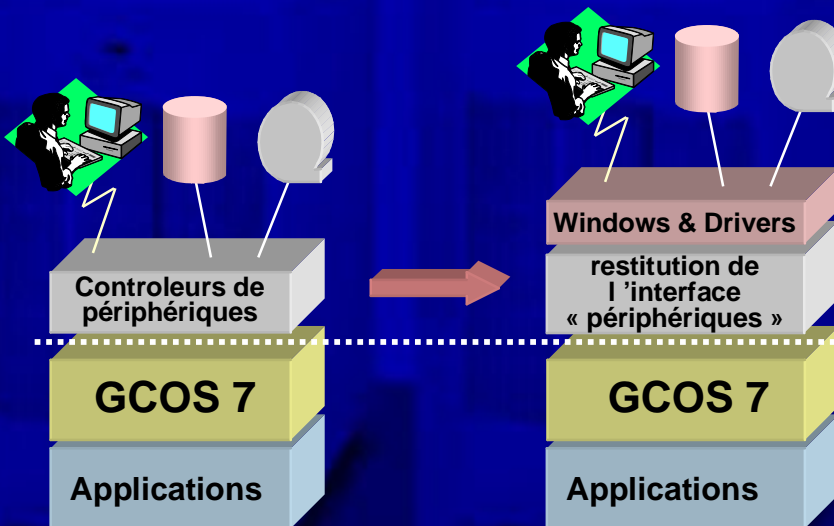 Controleurs de
périphériques
GCOS 7
Applications
Windows & Drivers
restitution de
l ’interface
« périphériques »
GCOS 7
Applications